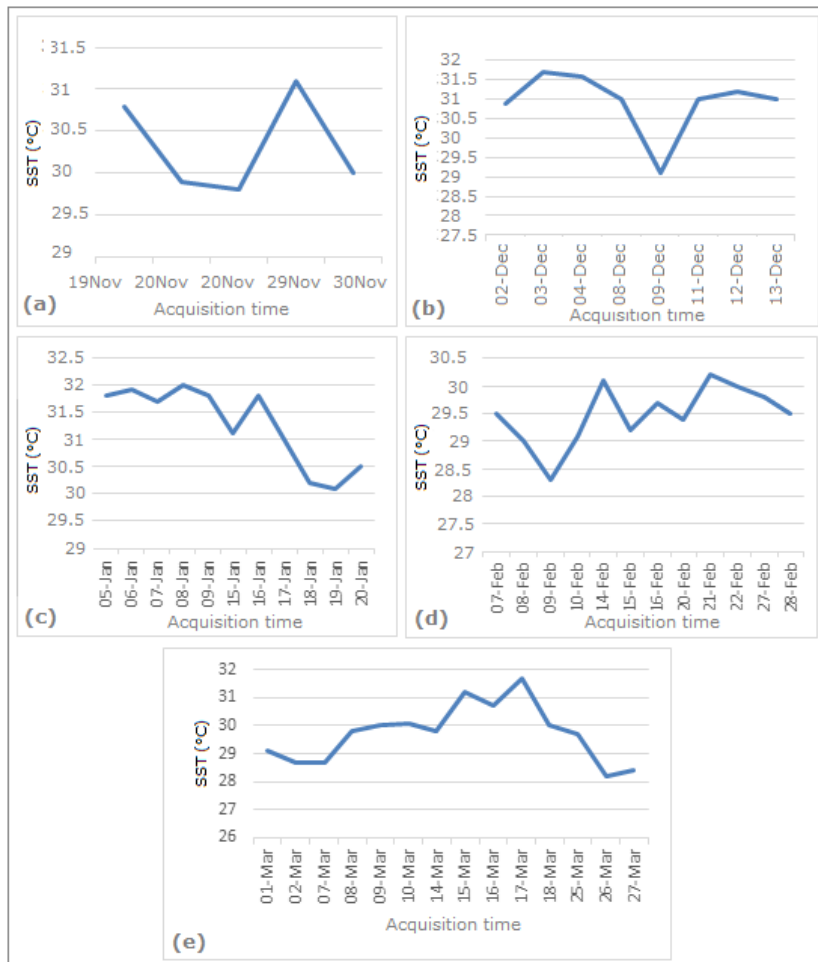 31.5
31
30.5
30
29.5
29
SST (°C)
19Nov 20Nov 20Nov 29Nov 30Nov
Acquisition time
(a)
32
31.5
31
30.5
30
29.5
29
28.5
28
27.5
SST (°C)
02-Dec 03-Dec 04-Dec 08-Dec 09-Dec 11-Dec 12-Dec 13-Dec
Acquisition time
(b)
32.5
32
31.5
31
30.5
30
29.5
29
SST (°C)
05-Jan 06-Jan 07-Jan 08-Jan 09-Jan 15-Jan 16-Jan 17-Jan 18-Jan 19-Jan 20-Jan
Acquisition time
(c)
30.5
30
29.5
29
28.5
28
27.5
27
SST (°C)
07-Feb 08-Feb 09-Feb 10-Feb 14-Feb 15-Feb 16-Feb 20-Feb 21-Feb 22-Feb 27-Feb 28-Feb
Acquisition time
(d)
32
31
30
29
28
27
26
SST (°C)
01-Mar 02-Mar 07-Mar 08-Mar 09-Mar 10-Mar 14-Mar 15-Mar 16-Mar 17-Mar 18-Mar 25-Mar 26-Mar 27-Mar
Acquisition time
(e)